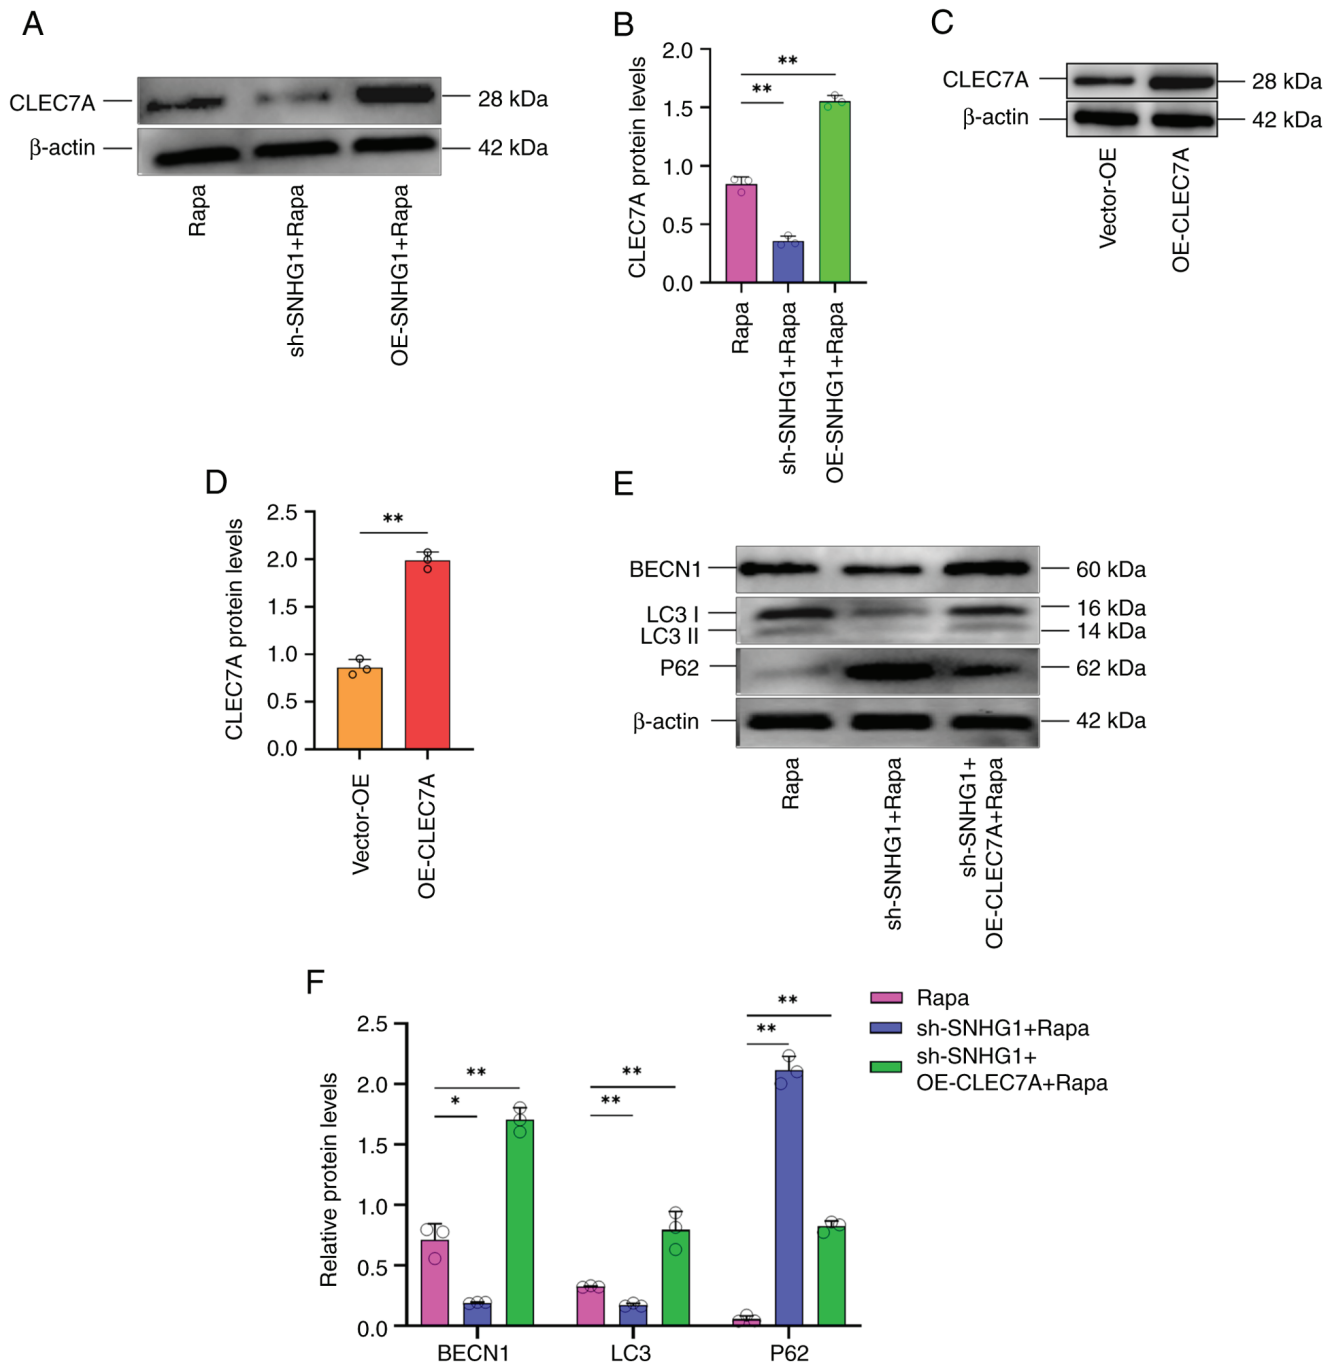 A
CLEC7A
28 kDa
β-actin
42 kDa
Rapa
sh-SNHG1+Rapa
OE-SNHG1+Rapa
B
CLEC7A protein levels
2.0
1.5
1.0
0.5
0.0
**
**
Rapa
sh-SNHG1+Rapa
OE-SNHG1+Rapa
C
CLEC7A
28 kDa
β-actin
42 kDa
Vector-OE
OE-CLEC7A
D
CLEC7A protein levels
2.5
2.0
1.5
1.0
0.5
0.0
**
Vector-OE
OE-CLEC7A
E
BECN1
60 kDa
LC3 I
16 kDa
LC3 II
14 kDa
P62
62 kDa
β-actin
42 kDa
Rapa
sh-SNHG1+Rapa
sh-SNHG1+
OE-CLEC7A+Rapa
F
Relative protein levels
2.5
2.0
1.5
1.0
0.5
0.0
**
*
**
**
**
**
BECN1
LC3
P62
Rapa
sh-SNHG1+Rapa
sh-SNHG1+
OE-CLEC7A+Rapa